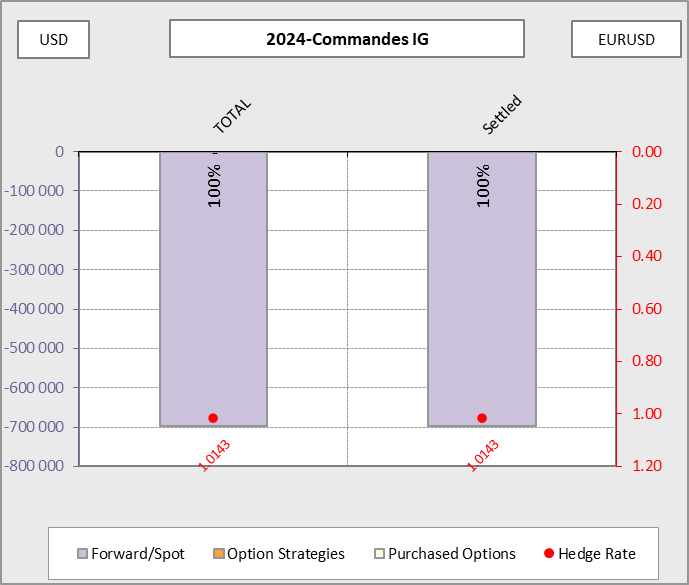 USD
2024-Commandes IG
EURUSD
TOTAL
Settled
0
-100 000
-200 000
-300 000
-400 000
-500 000
-600 000
-700 000
-800 000
0.00
0.20
0.40
0.60
0.80
1.00
1.20
100%
100%
1.0143
1.0143
Forward/Spot
Option Strategies
Purchased Options
Hedge Rate